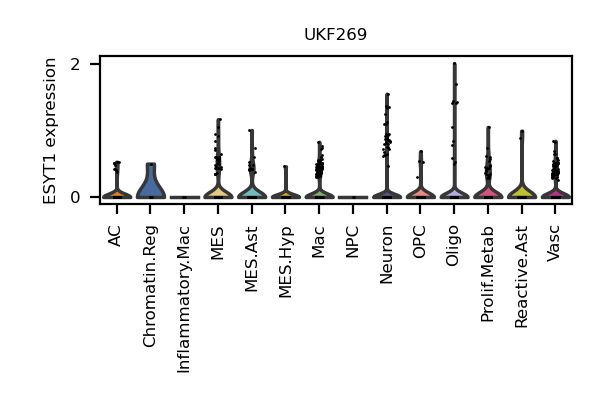 UKF269
ESYT1 expression
2
0
AC
Chromatin.Reg
Inflammatory.Mac
MES
MES.Ast
MES.Hyp
Mac
NPC
Neuron
OPC
Oligo
Prolif.Metab
Reactive.Ast
Vasc